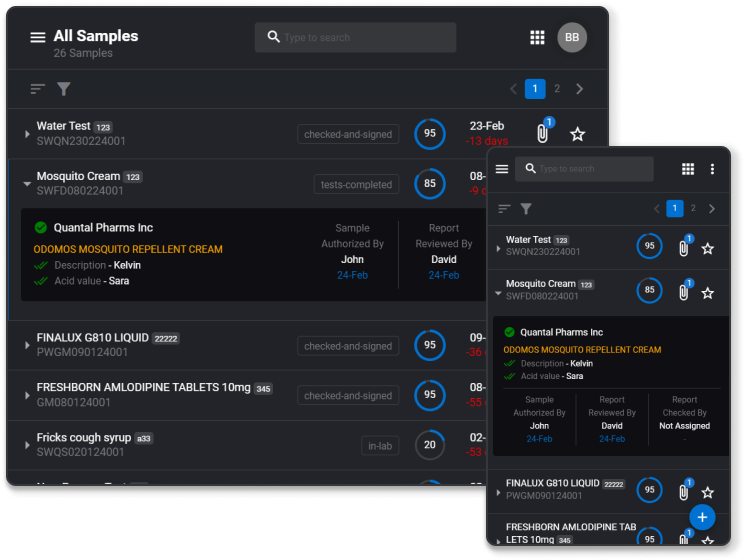 All Samples
26 Samples
Type to search
BB
1 2
Water Test 123
SWQN230224001
checked-and-signed
95
23-Feb
-13 days
1
Mosquito Cream 123
SWFD080224001
tests-completed
85
08-
-9 d
Quantal Pharms Inc
ODOMOS MOSQUITO REPELLENT CREAM
Description - Kelvin
Acid value - Sara
Sample
Authorized By
John
24-Feb
Report
Reviewed By
David
24-Feb
FINALUX G810 LIQUID 22222
PWGM090124001
checked-and-signed
95
09-
-36
FRESHBORN AMLODIPINE TABLETS 10mg 345
GM080124001
checked-and-signed
95
08-
-55
Fricks cough syrup a33
SWQS020124001
in-lab
20
02-
-53
Type to search
1 2
Water Test 123
SWQN230224001
95
1
Mosquito Cream 123
SWFD080224001
85
1
Quantal Pharms Inc
ODOMOS MOSQUITO REPELLENT CREAM
Description - Kelvin
Acid value - Sara
Sample
Authorized By
John
24-Feb
Report
Reviewed By
David
24-Feb
Report
Checked By
Not Assigned
-
FINALUX G810 LIQUID 22222
PWGM090124001
95
1
FRESHBORN AMLODIPINE TAB
LETS 10mg 345
95
1